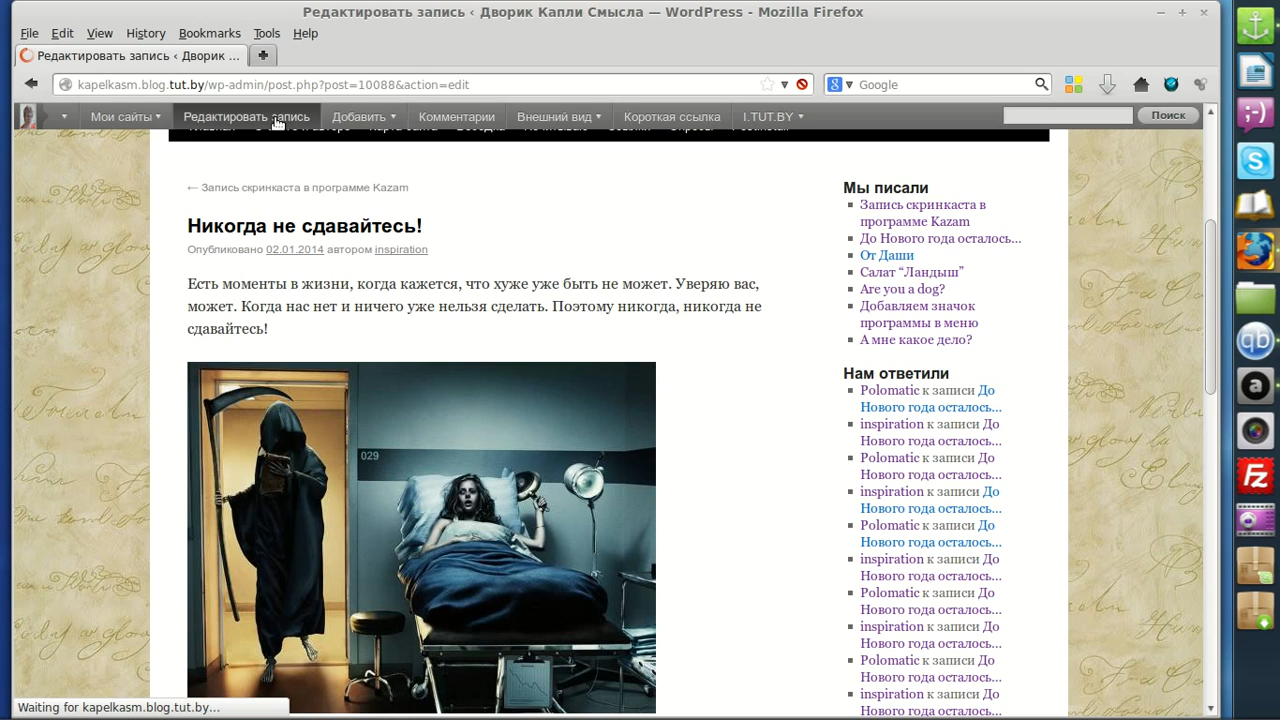 Редактировать запись ‹ Дворик Капли Смысла — WordPress - Mozilla Firefox
File Edit View History Bookmarks Tools Help
Редактировать запись ‹ Дворик ...
kapelkasm.blog.tut.by/wp-admin/post.php?post=10088&action=edit
Google
Мои сайты
Редактировать запись
Добавить
Комментарии
Внешний вид
Короткая ссылка
I.TUT.BY
Поиск
← Запись скринкаста в программе Kazam
Никогда не сдавайтесь!
Опубликовано 02.01.2014 автором inspiration
Есть моменты в жизни, когда кажется, что хуже уже быть не может. Уверяю вас,
может. Когда нас нет и ничего уже нельзя сделать. Поэтому никогда, никогда не
сдавайтесь!
029
Мы писали
Запись скринкаста в
программе Kazam
До Нового года осталось…
От Даши
Салат “Ландыш”
Are you a dog?
Добавляем значок
программы в меню
А мне какое дело?
Нам ответили
Polomatic к записи До
Нового года осталось…
inspiration к записи До
Нового года осталось…
Polomatic к записи До
Нового года осталось…
inspiration к записи До
Нового года осталось…
Polomatic к записи До
Нового года осталось…
inspiration к записи До
Нового года осталось…
Polomatic к записи До
Нового года осталось…
inspiration к записи До
Нового года осталось…
Polomatic к записи До
Нового года осталось…
inspiration к записи До
Нового года осталось…
Waiting for kapelkasm.blog.tut.by...